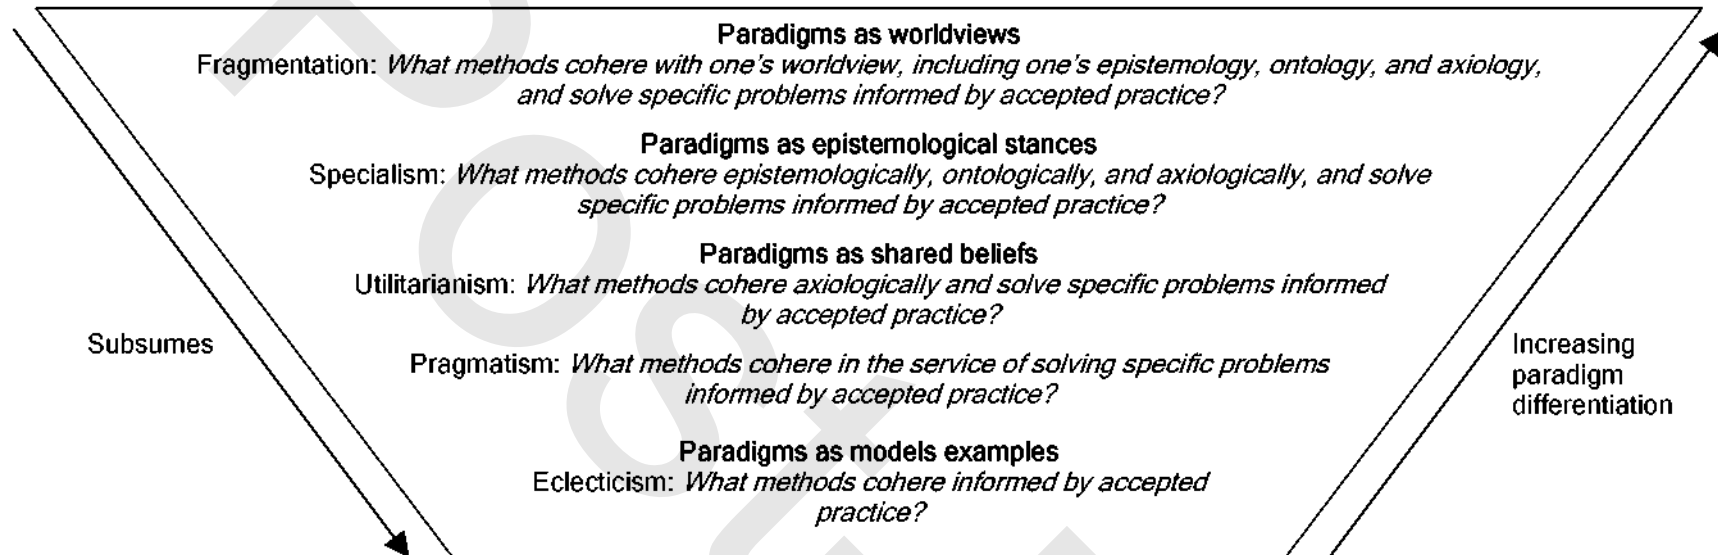 Paradigms as worldviews
Fragmentation: What methods cohere with one's worldview, including one's epistemology, ontology, and axiology,
and solve specific problems informed by accepted practice?
Paradigms as epistemological stances
Specialism: What methods cohere epistemologically, ontologically, and axiologically, and solve
specific problems informed by accepted practice?
Paradigms as shared beliefs
Utilitarianism: What methods cohere axiologically and solve specific problems informed
by accepted practice?
Subsumes
Pragmatism: What methods cohere in the service of solving specific problems
informed by accepted practice?
Increasing
paradigm
differentiation
Paradigms as models examples
Eclecticism: What methods cohere informed by accepted
practice?